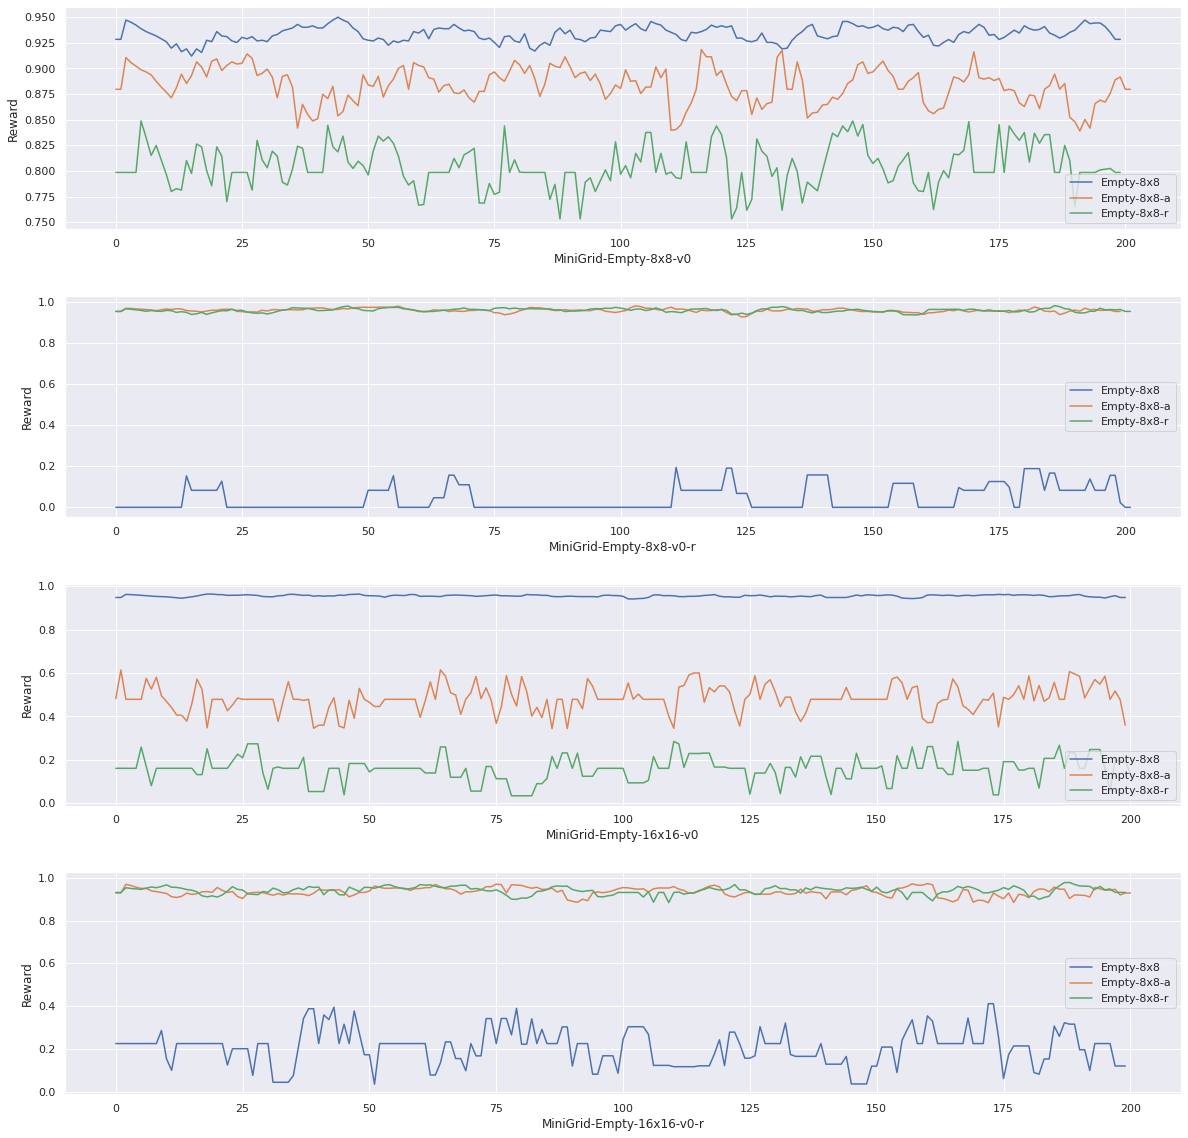 0.950
0.925
0.900
0.875
0.850
0.825
0.800
0.775
0.750
Reward
Empty-8x8
Empty-8x8-a
Empty-8x8-r
0 25 50 75 100 125 150 175 200
MiniGrid-Empty-8x8-v0
1.0
0.8
0.6
0.4
0.2
0.0
Reward
Empty-8x8
Empty-8x8-a
Empty-8x8-r
0 25 50 75 100 125 150 175 200
MiniGrid-Empty-8x8-v0-r
1.0
0.8
0.6
0.4
0.2
0.0
Reward
Empty-8x8
Empty-8x8-a
Empty-8x8-r
0 25 50 75 100 125 150 175 200
MiniGrid-Empty-16x16-v0
1.0
0.8
0.6
0.4
0.2
0.0
Reward
Empty-8x8
Empty-8x8-a
Empty-8x8-r
0 25 50 75 100 125 150 175 200
MiniGrid-Empty-16x16-v0-r